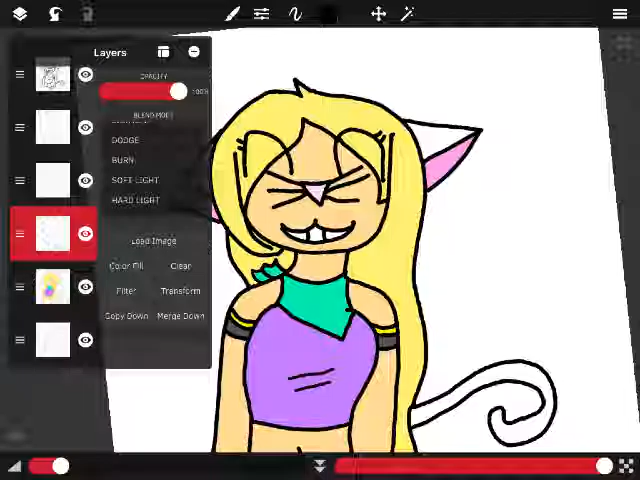 Layers
OPACITY
100%
BLEND MODE
DODGE
BURN
SOFT LIGHT
HARD LIGHT
Load Image
Color Fill Clear
Filter Transform
Copy Down Merge Down